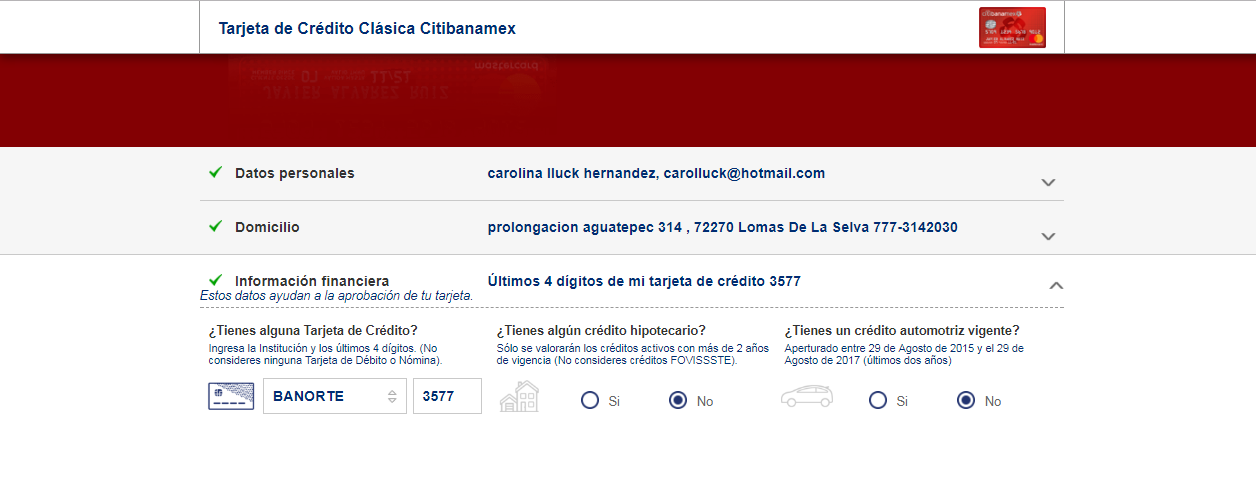 Tarjeta de Crédito Clásica Citibanamex
citibanamex
mastercard
JAVIER ALVARES RUIZ
Datos personales
carolina lluck hernandez, carolluck@hotmail.com
Domicilio
prolongacion aguatepec 314 , 72270 Lomas De La Selva 777-3142030
Información financiera
Últimos 4 dígitos de mi tarjeta de crédito 3577
Estos datos ayudan a la aprobación de tu tarjeta.
¿Tienes alguna Tarjeta de Crédito?
Ingresa la Institución y los últimos 4 dígitos. (No
consideres ninguna Tarjeta de Débito o Nómina).
BANORTE
3577
¿Tienes algún crédito hipotecario?
Sólo se valorarán los créditos activos con más de 2 años
de vigencia (No consideres créditos FOVISSSTE).
Si
No
¿Tienes un crédito automotriz vigente?
Aperturado entre 29 de Agosto de 2015 y el 29 de
Agosto de 2017 (últimos dos años)
Si
No